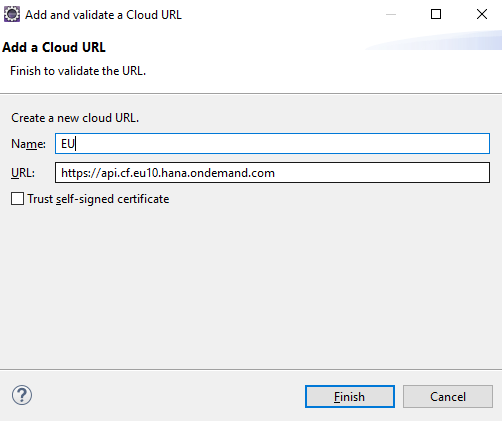 Add and validate a Cloud URL
Add a Cloud URL
Finish to validate the URL.
Create a new cloud URL.
Name: EU
URL: https://api.cf.eu10.hana.ondemand.com
Trust self-signed certificate
? Finish Cancel